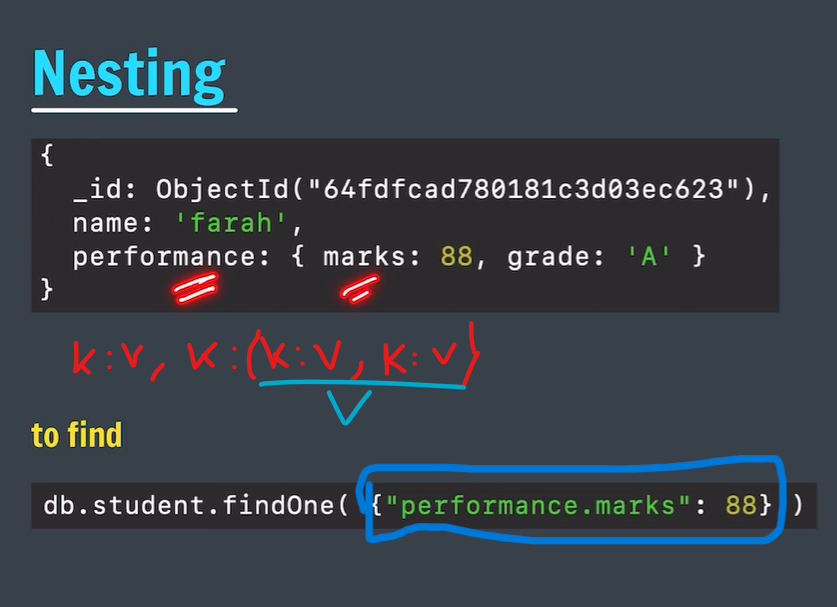 Nesting
{
_id: ObjectId("64fdfcad780181c3d03ec623"),
name: 'farah',
performance: { marks: 88, grade: 'A' }
}
K:V, K:{K:V, K:V}
to find
db.student.findOne( {"performance.marks": 88} )